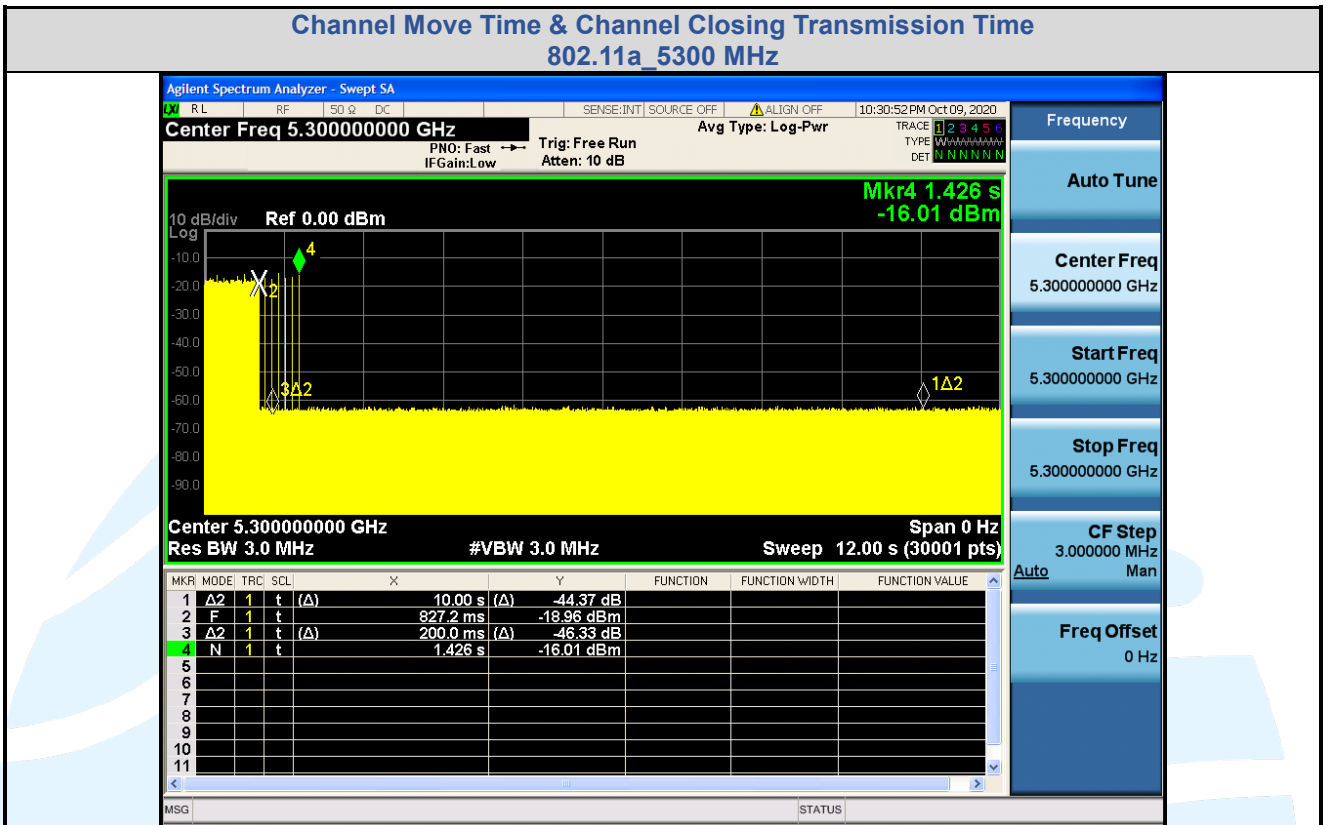 Channel Move Time & Channel Closing Transmission Time
802.11a_5300 MHz
Agilent Spectrum Analyzer - Swept SA
LXI RL RF 50 Ω DC SENSE:INT SOURCE OFF ALIGN OFF 10:30:52 PM Oct 09, 2020
Center Freq 5.300000000 GHz
PNO: Fast
IFGain:Low
Trig: Free Run
Atten: 10 dB
Avg Type: Log-Pwr
TRACE 1 2 3 4 5 6
TYPE
DET N N N N N N
Mkr4 1.426 s
-16.01 dBm
10 dB/div Ref 0.00 dBm
Log
-10.0
-20.0
-30.0
-40.0
-50.0
-60.0
-70.0
-80.0
-90.0
4
2
3Δ2
1Δ2
Center 5.300000000 GHz Span 0 Hz
Res BW 3.0 MHz #VBW 3.0 MHz Sweep 12.00 s (30001 pts)
MKR MODE TRC SCL X Y FUNCTION FUNCTION WIDTH FUNCTION VALUE
1 Δ2 1 t (Δ) 10.00 s (Δ) -44.37 dB
2 F 1 t 827.2 ms -18.96 dBm
3 Δ2 1 t (Δ) 200.0 ms (Δ) -46.33 dB
4 N 1 t 1.426 s -16.01 dBm
5
6
7
8
9
10
11
MSG STATUS
Frequency
Auto Tune
Center Freq
5.300000000 GHz
Start Freq
5.300000000 GHz
Stop Freq
5.300000000 GHz
CF Step
3.000000 MHz
Auto Man
Freq Offset
0 Hz